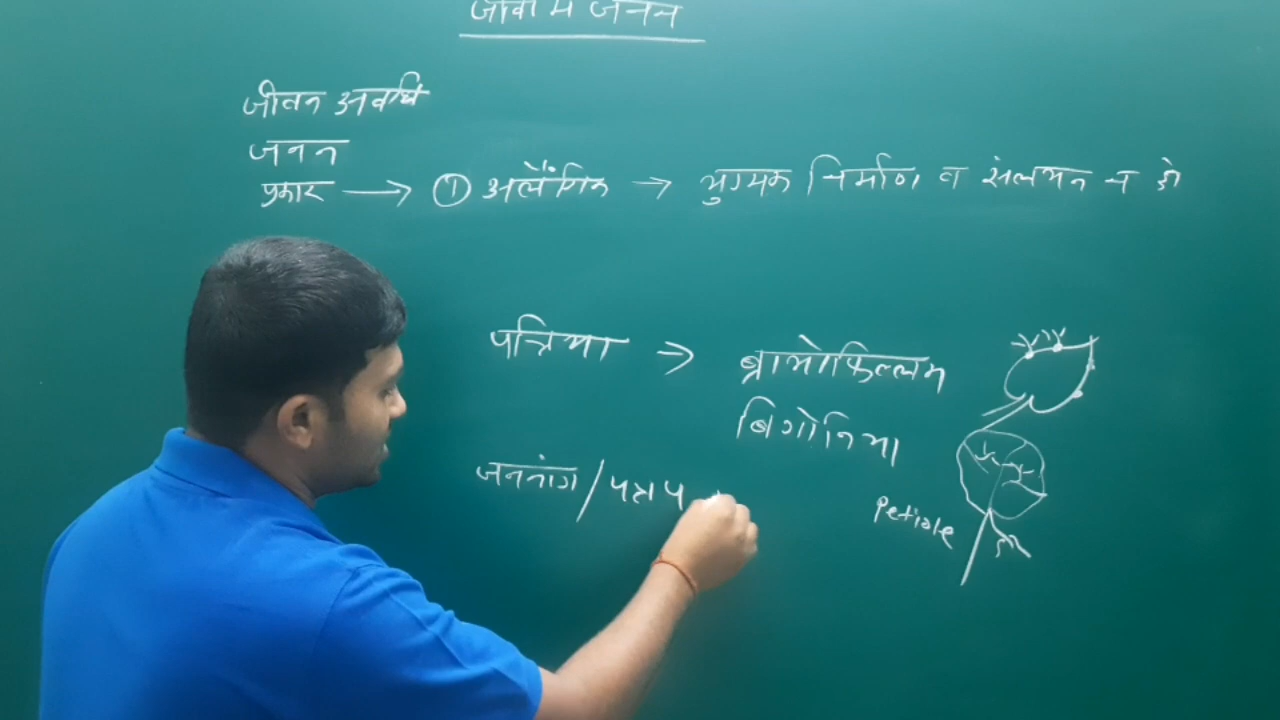 जीवों में जनन
जीवन अवधि
जनन
प्रकार → ① अलैंगिक → युग्मक निर्माण व संलयन न हो
पत्तियां → ब्रायोफिल्लम
बिगोनिया
जननांग / पत्र प
Petiole